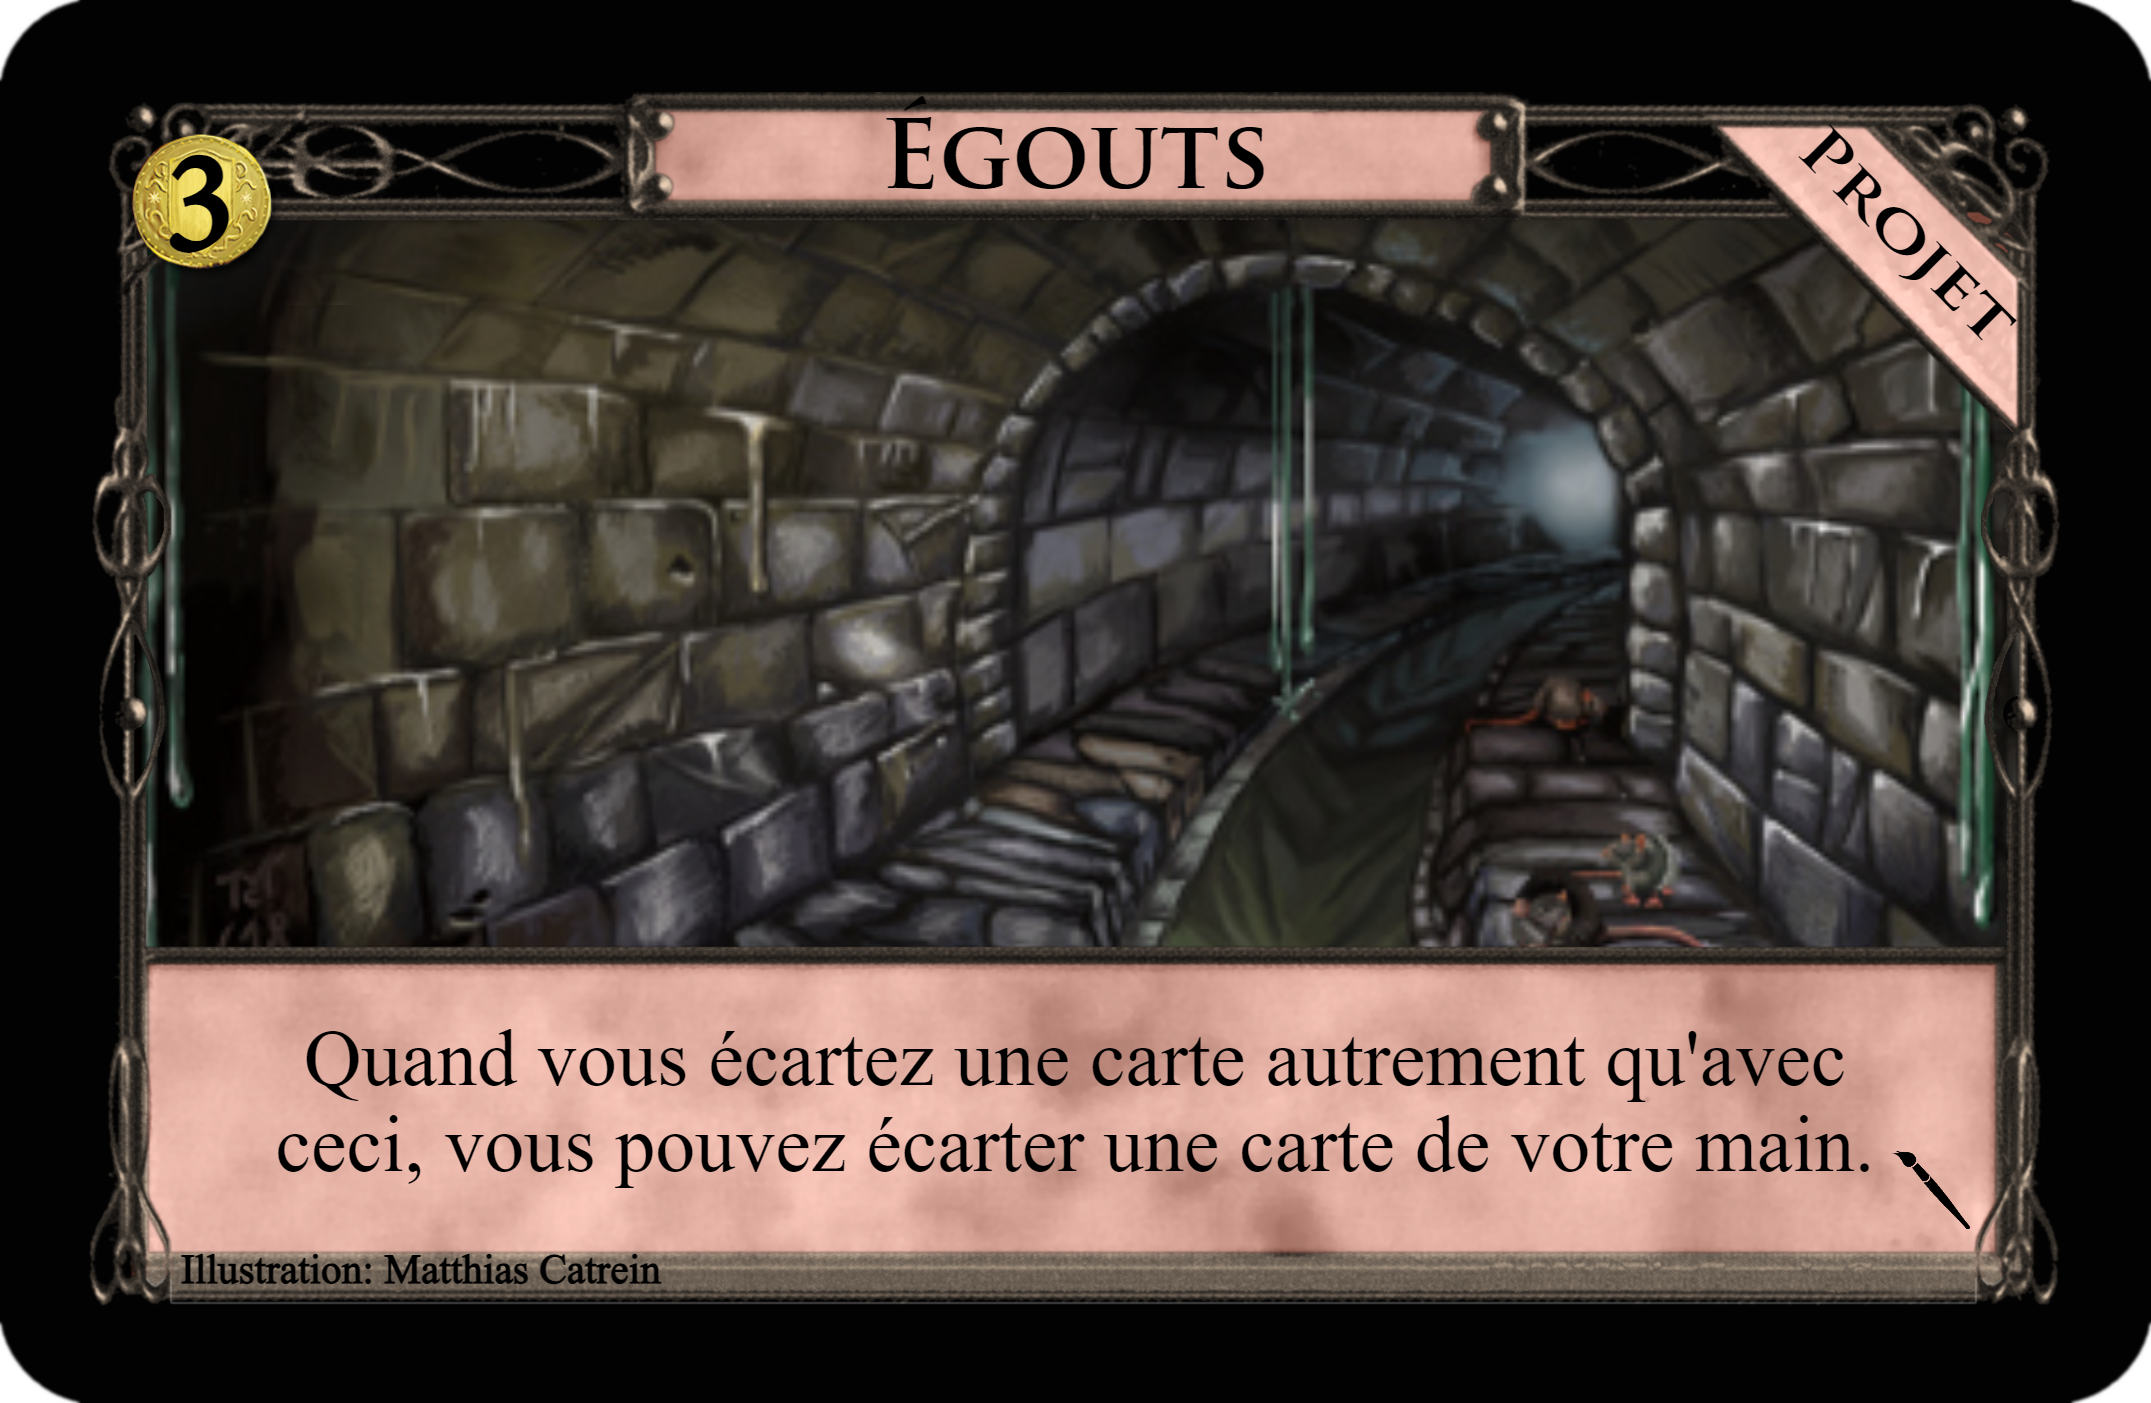 ÉGOUTS
3
PROJET
Quand vous écartez une carte autrement qu'avec
ceci, vous pouvez écarter une carte de votre main.
Illustration: Matthias Catrein